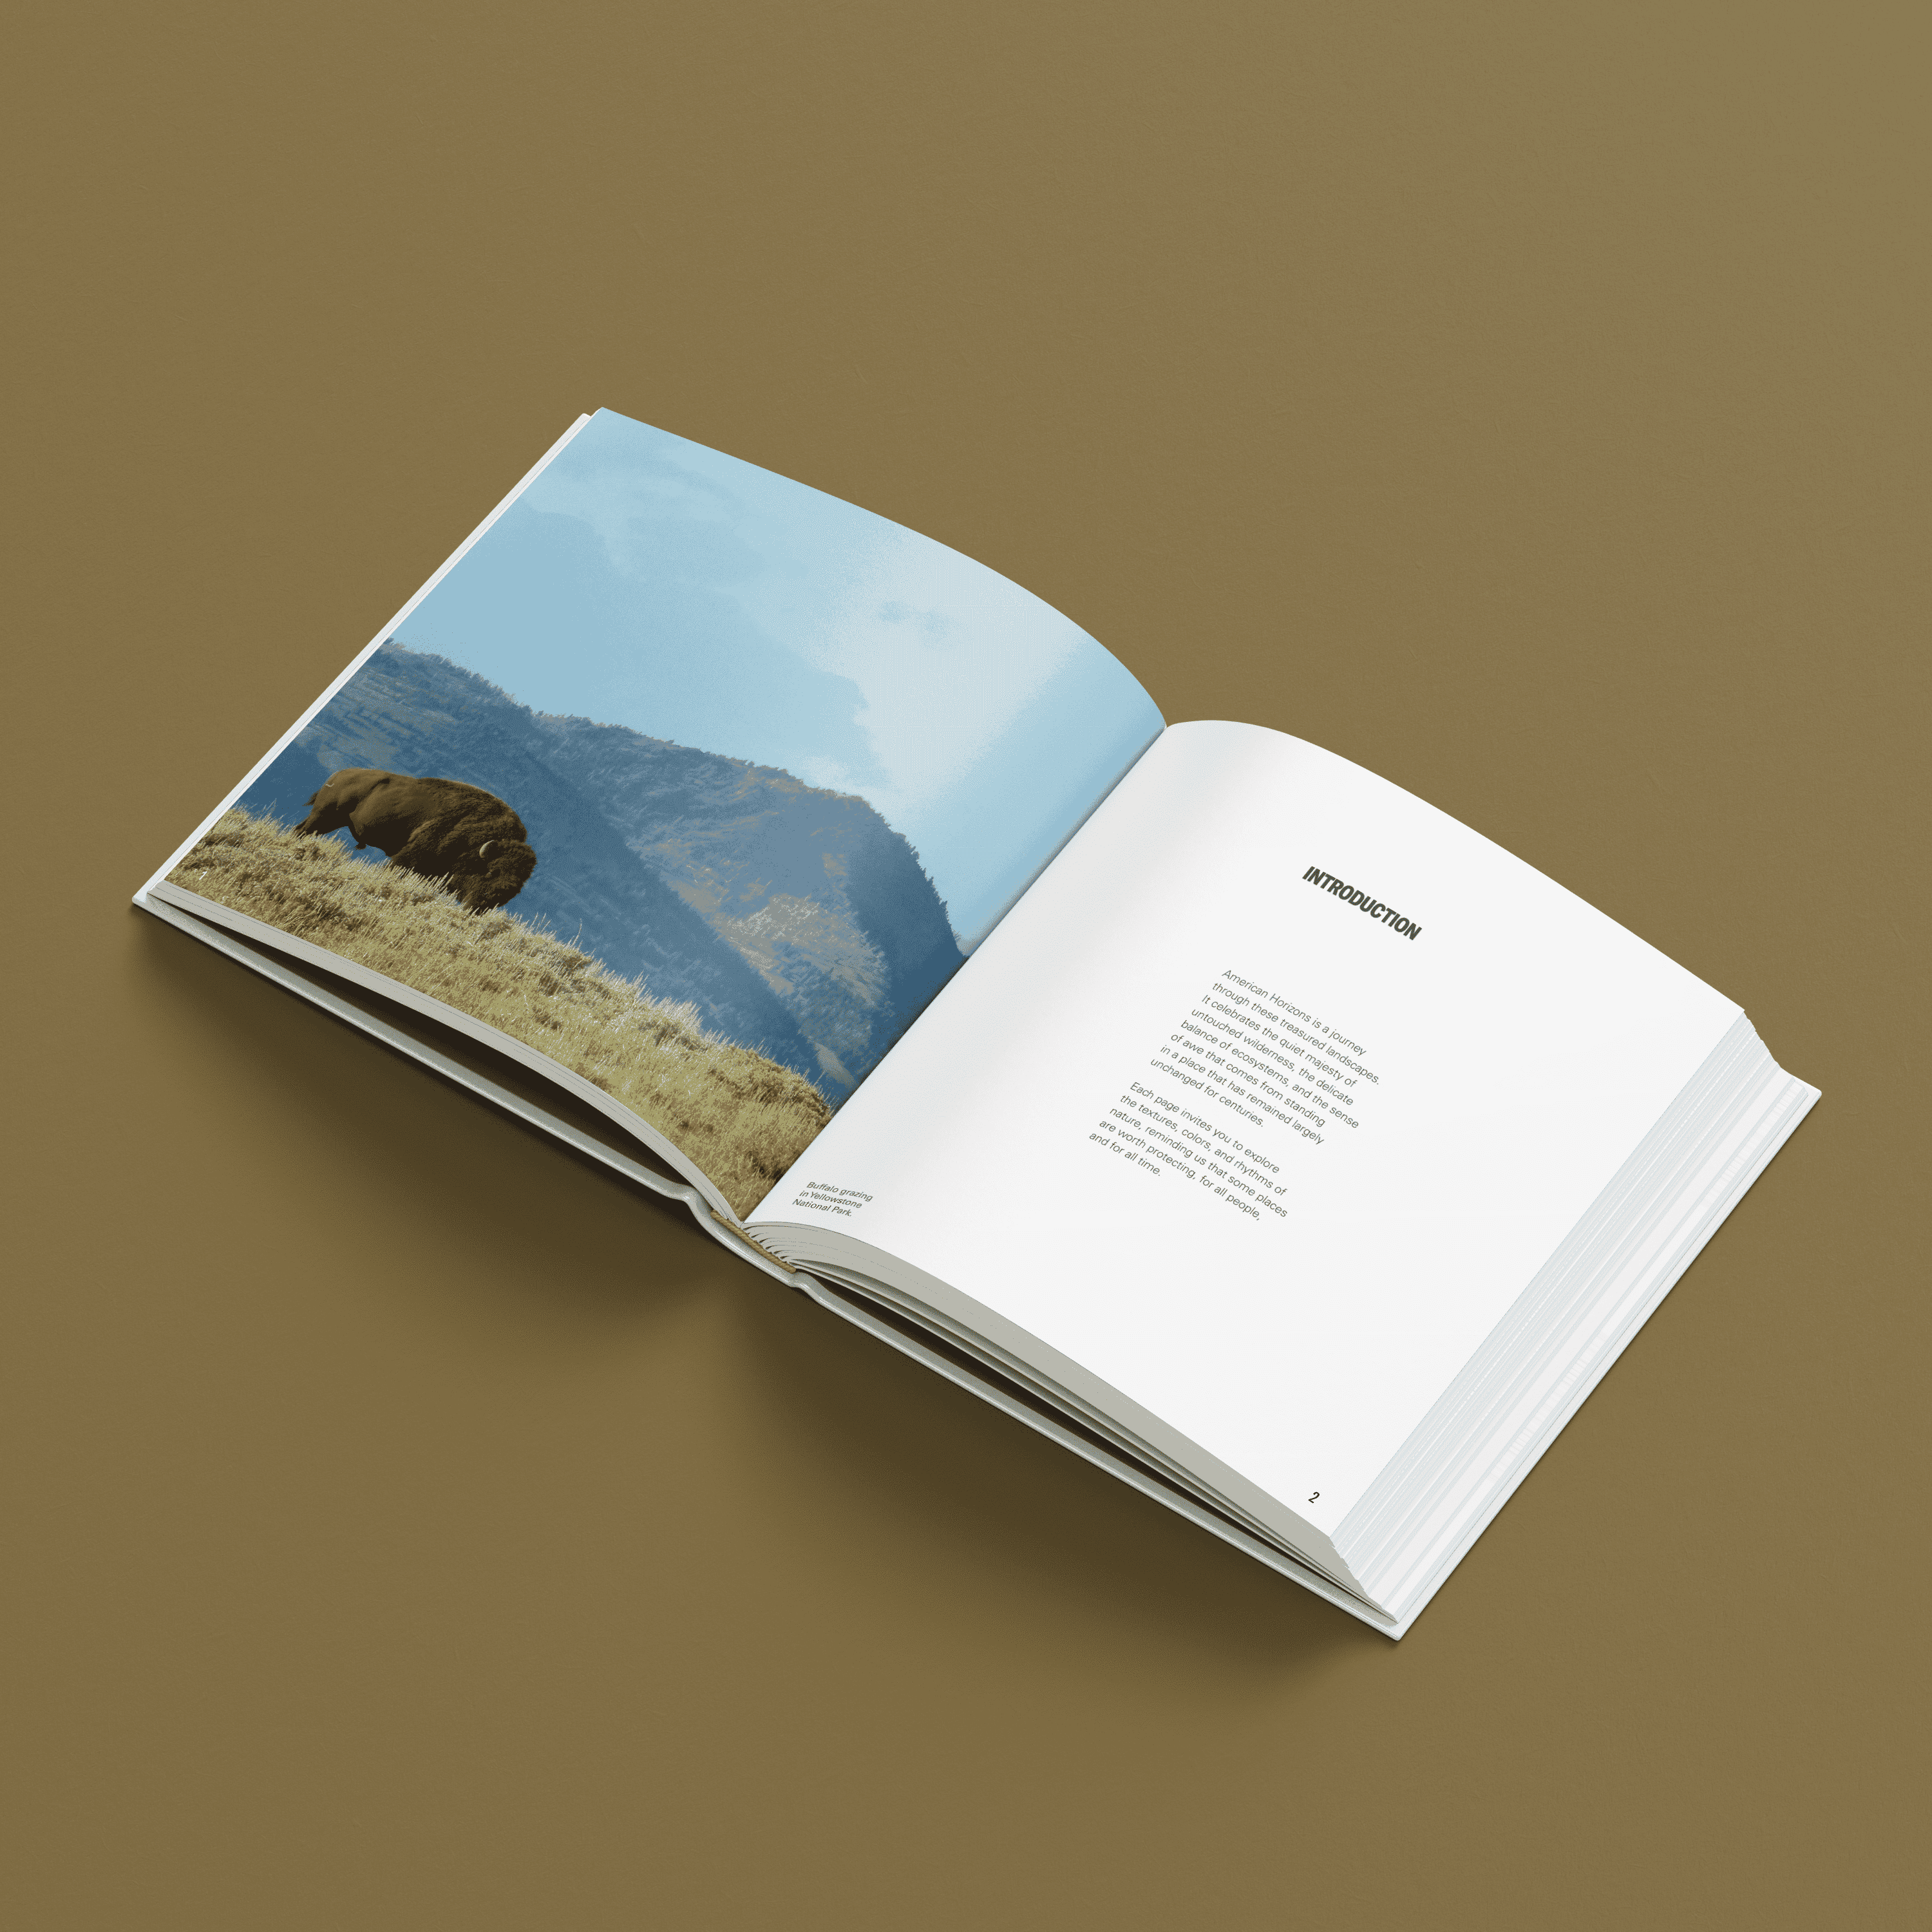 INTRODUCTION
American Horizons is a journey
through these treasured landscapes.
It celebrates the quiet majesty of
untouched wilderness, the delicate
balance of ecosystems, and the sense
of awe that comes from standing
in a place that has remained largely
unchanged for centuries.
Each page invites you to explore
the textures, colors, and rhythms of
nature, reminding us that some places
are worth protecting, for all people,
and for all time.
Buffalo grazing
in Yellowstone
National Park.
2